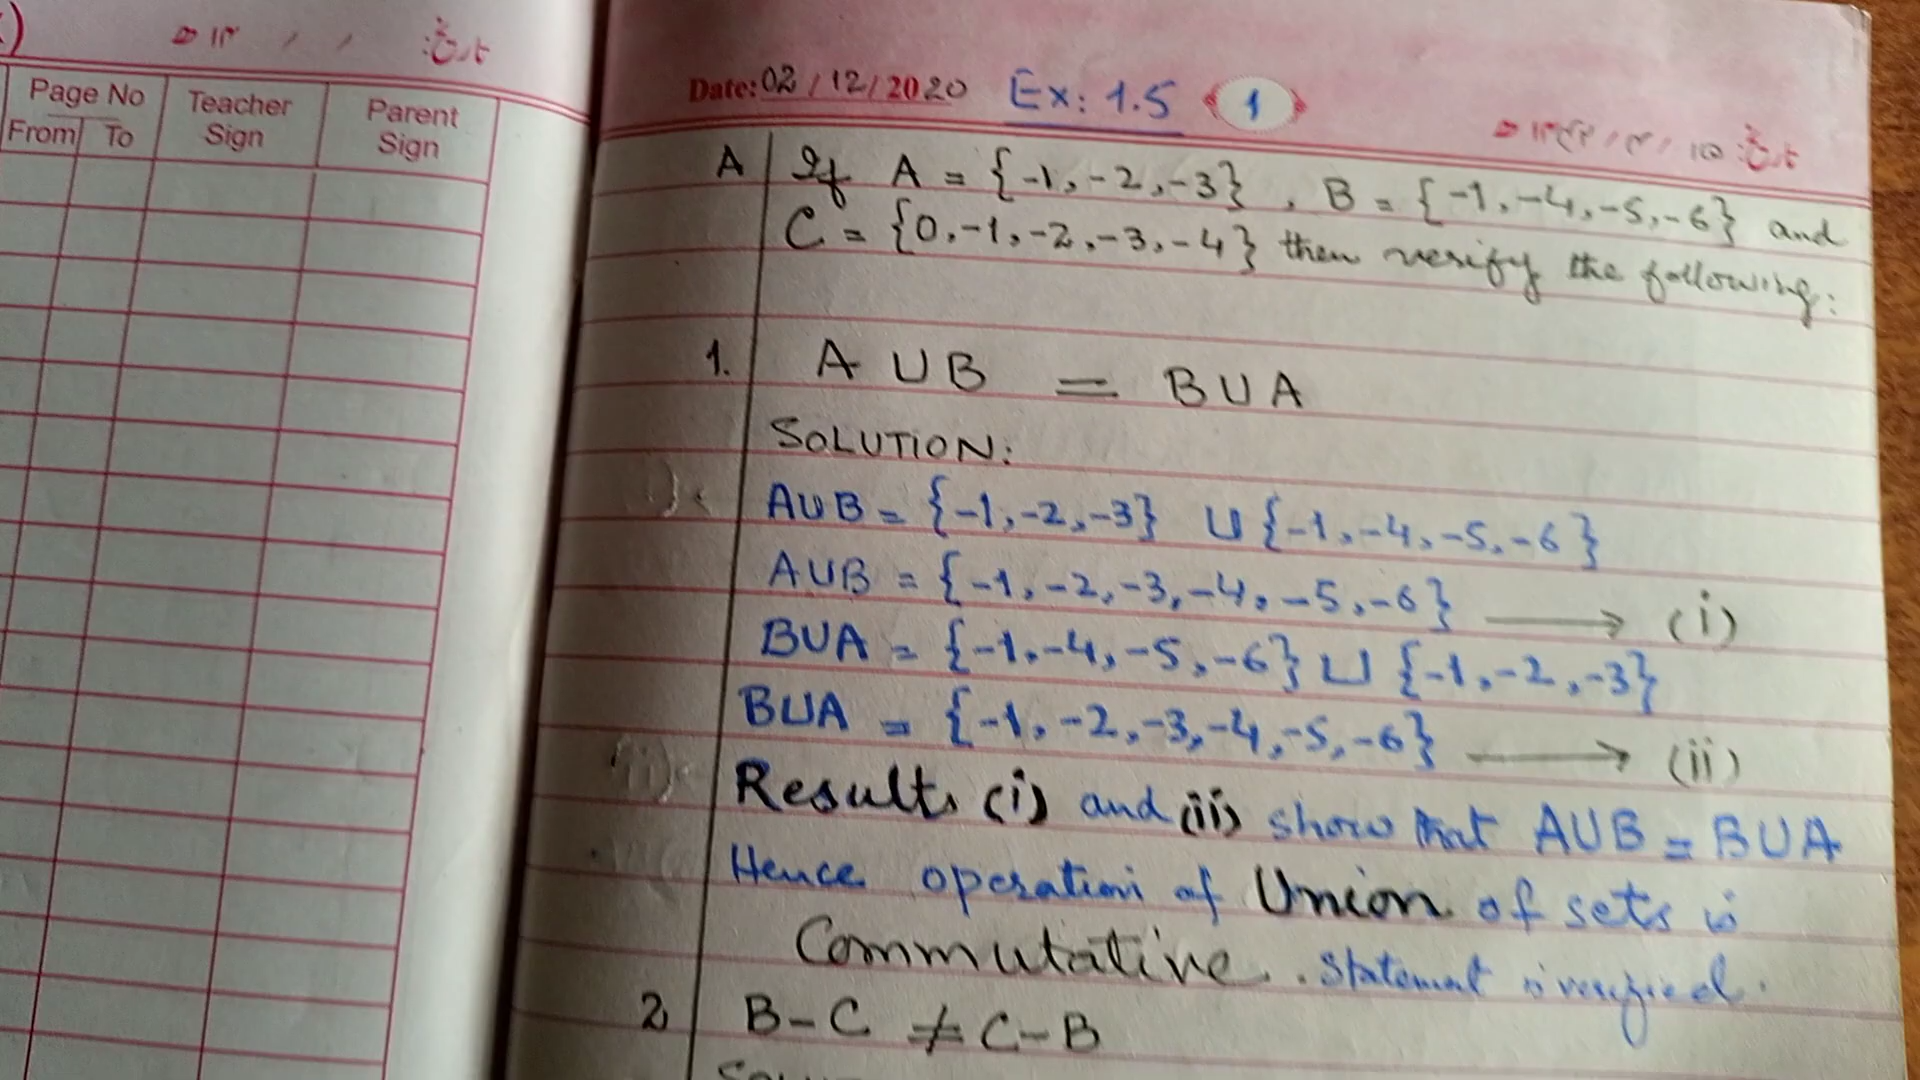 Page No
Teacher Sign
Parent Sign
From To
Date: 02/12/2020 Ex: 1.5 1
A If A = {-1, -2, -3}, B = {-1, -4, -5, -6} and
C = {0, -1, -2, -3, -4} then verify the following:
1. A ∪ B = B ∪ A
SOLUTION:
A∪B = {-1, -2, -3} ∪ {-1, -4, -5, -6}
A∪B = {-1, -2, -3, -4, -5, -6} ⟶ (i)
B∪A = {-1, -4, -5, -6} ∪ {-1, -2, -3}
B∪A = {-1, -2, -3, -4, -5, -6} ⟶ (ii)
Results (i) and (ii) show that A∪B = B∪A
Hence operation of Union of sets is
Commutative. Statement is verified.
2 B - C ≠ C - B